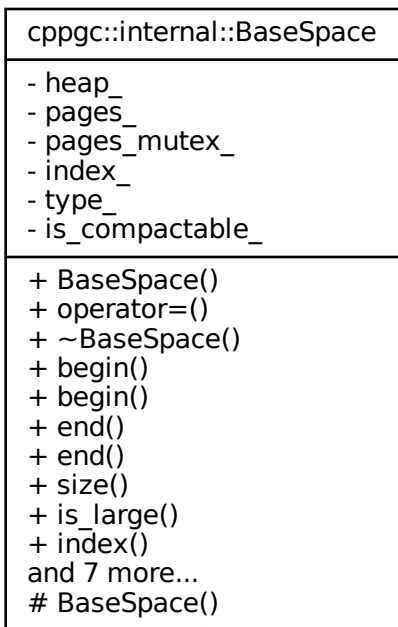 cppgc::internal::BaseSpace
- heap_
- pages_
- pages_mutex_
- index_
- type_
- is_compactable_
+ BaseSpace()
+ operator=()
+ ~BaseSpace()
+ begin()
+ begin()
+ end()
+ end()
+ size()
+ is_large()
+ index()
and 7 more...
# BaseSpace()